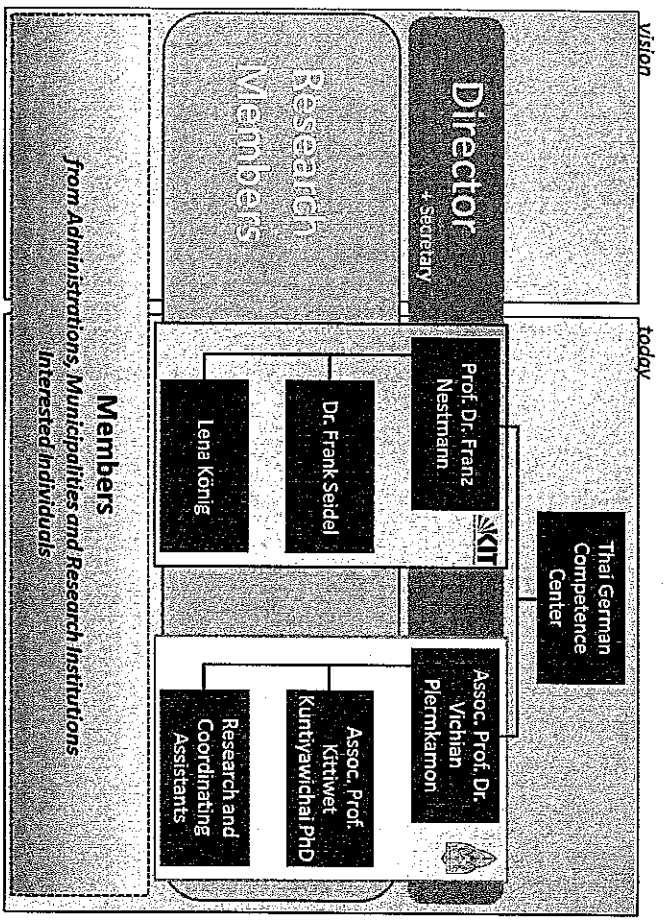 vision
today
Thai German
Competence
Center
Director
+ Secretary
Prof. Dr. Franz
Nestmann
KIT
Assoc. Prof. Dr.
Vichian
Plermkamon
Research
Members
Dr. Frank Seidel
Lena König
Assoc. Prof.
Kittiwet
Kuntiyawichai PhD
Research and
Coordinating
Assistants
Members
from Administrations, Municipalities and Research Institutions
Interested Individuals